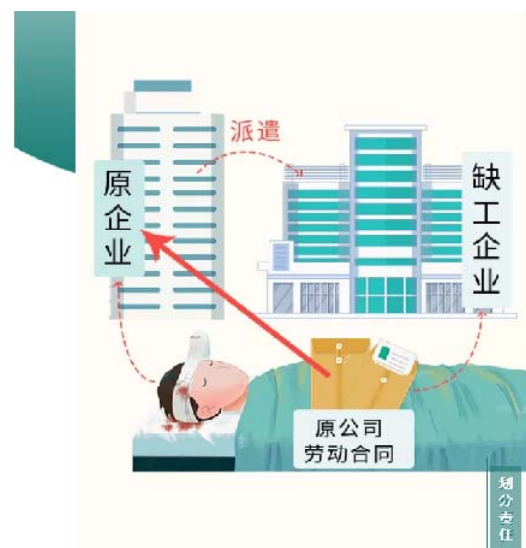 派遣
原企业
缺工企业
原公司
劳动合同
划分责任